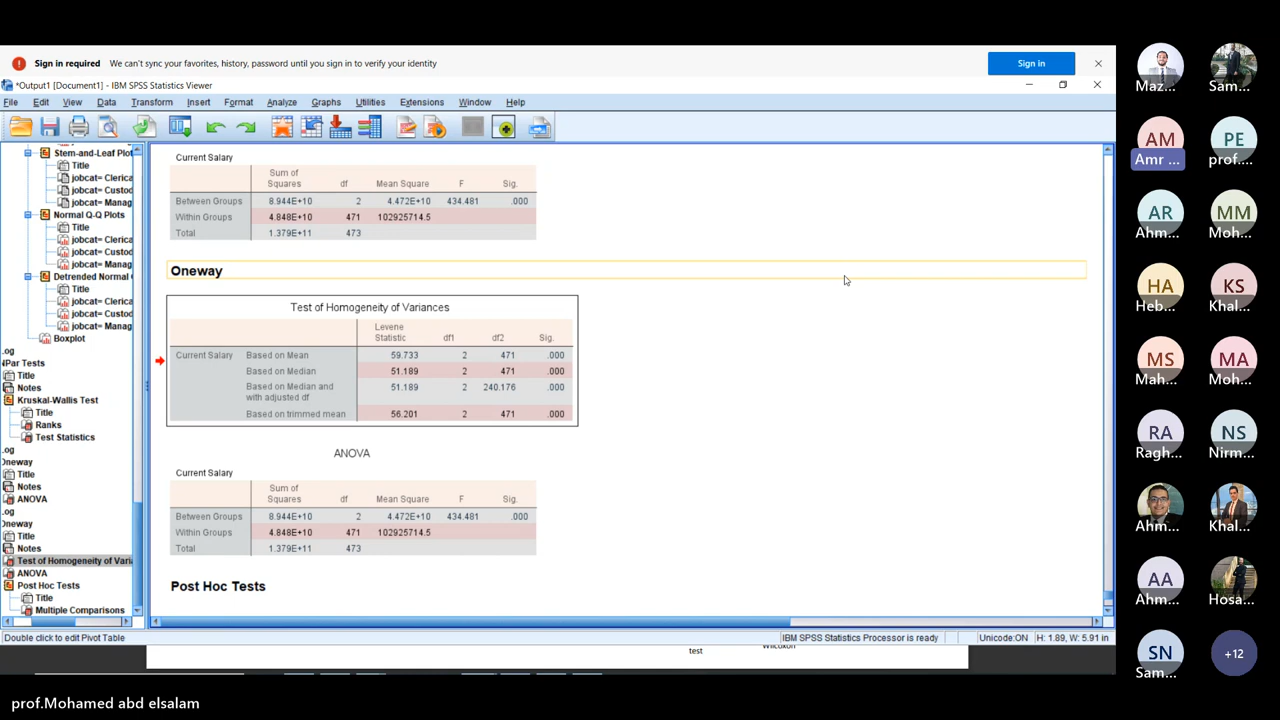 Sign required We can't sync your favorites, history, password until you sign in to verify your identity
Sign in
*Output1 [Document1] - IBM SPSS Statistics Viewer
File Edit View Data Transform Insert Format Analyze Graphs Utilities Extensions Window Help
Stem-and-Leaf Plot
Title
jobcat= Clerica
jobcat= Custod
jobcat= Manag
Normal Q-Q Plots
Title
jobcat= Clerica
jobcat= Custod
jobcat= Manag
Detrended Normal
Title
jobcat= Clerica
jobcat= Custod
jobcat= Manag
Boxplot
.og
NPar Tests
Title
Notes
Kruskal-Wallis Test
Title
Ranks
Test Statistics
.og
Oneway
Title
Notes
ANOVA
.og
Oneway
Title
Notes
Test of Homogeneity of Varia
ANOVA
Post Hoc Tests
Title
Multiple Comparisons
Current Salary
Sum of Squares df Mean Square F Sig.
Between Groups 8.944E+10 2 4.472E+10 434.481 .000
Within Groups 4.848E+10 471 102925714.5
Total 1.379E+11 473
Oneway
Test of Homogeneity of Variances
Levene Statistic df1 df2 Sig.
Current Salary Based on Mean 59.733 2 471 .000
Based on Median 51.189 2 471 .000
Based on Median and with adjusted df 51.189 2 240.176 .000
Based on trimmed mean 56.201 2 471 .000
ANOVA
Current Salary
Sum of Squares df Mean Square F Sig.
Between Groups 8.944E+10 2 4.472E+10 434.481 .000
Within Groups 4.848E+10 471 102925714.5
Total 1.379E+11 473
Post Hoc Tests
Double click to edit Pivot Table
IBM SPSS Statistics Processor is ready Unicode:ON H: 1.89, W: 5.91 in
test
prof.Mohamed abd elsalam
Maz... Sam...
AM PE
Amr ... prof....
AR MM
Ahm... Moh...
HA KS
Heb... Khal...
MS MA
Mah... Moh...
RA NS
Ragh... Nirm...
Ahm... Khal...
AA
Ahm... Hosa...
SN +12
Sam...